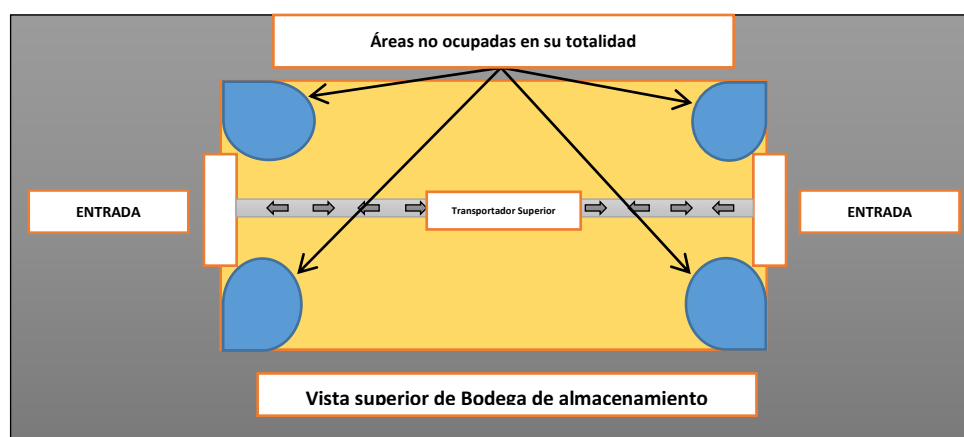 Áreas no ocupadas en su totalidad
ENTRADA
Transportador Superior
ENTRADA
Vista superior de Bodega de almacenamiento